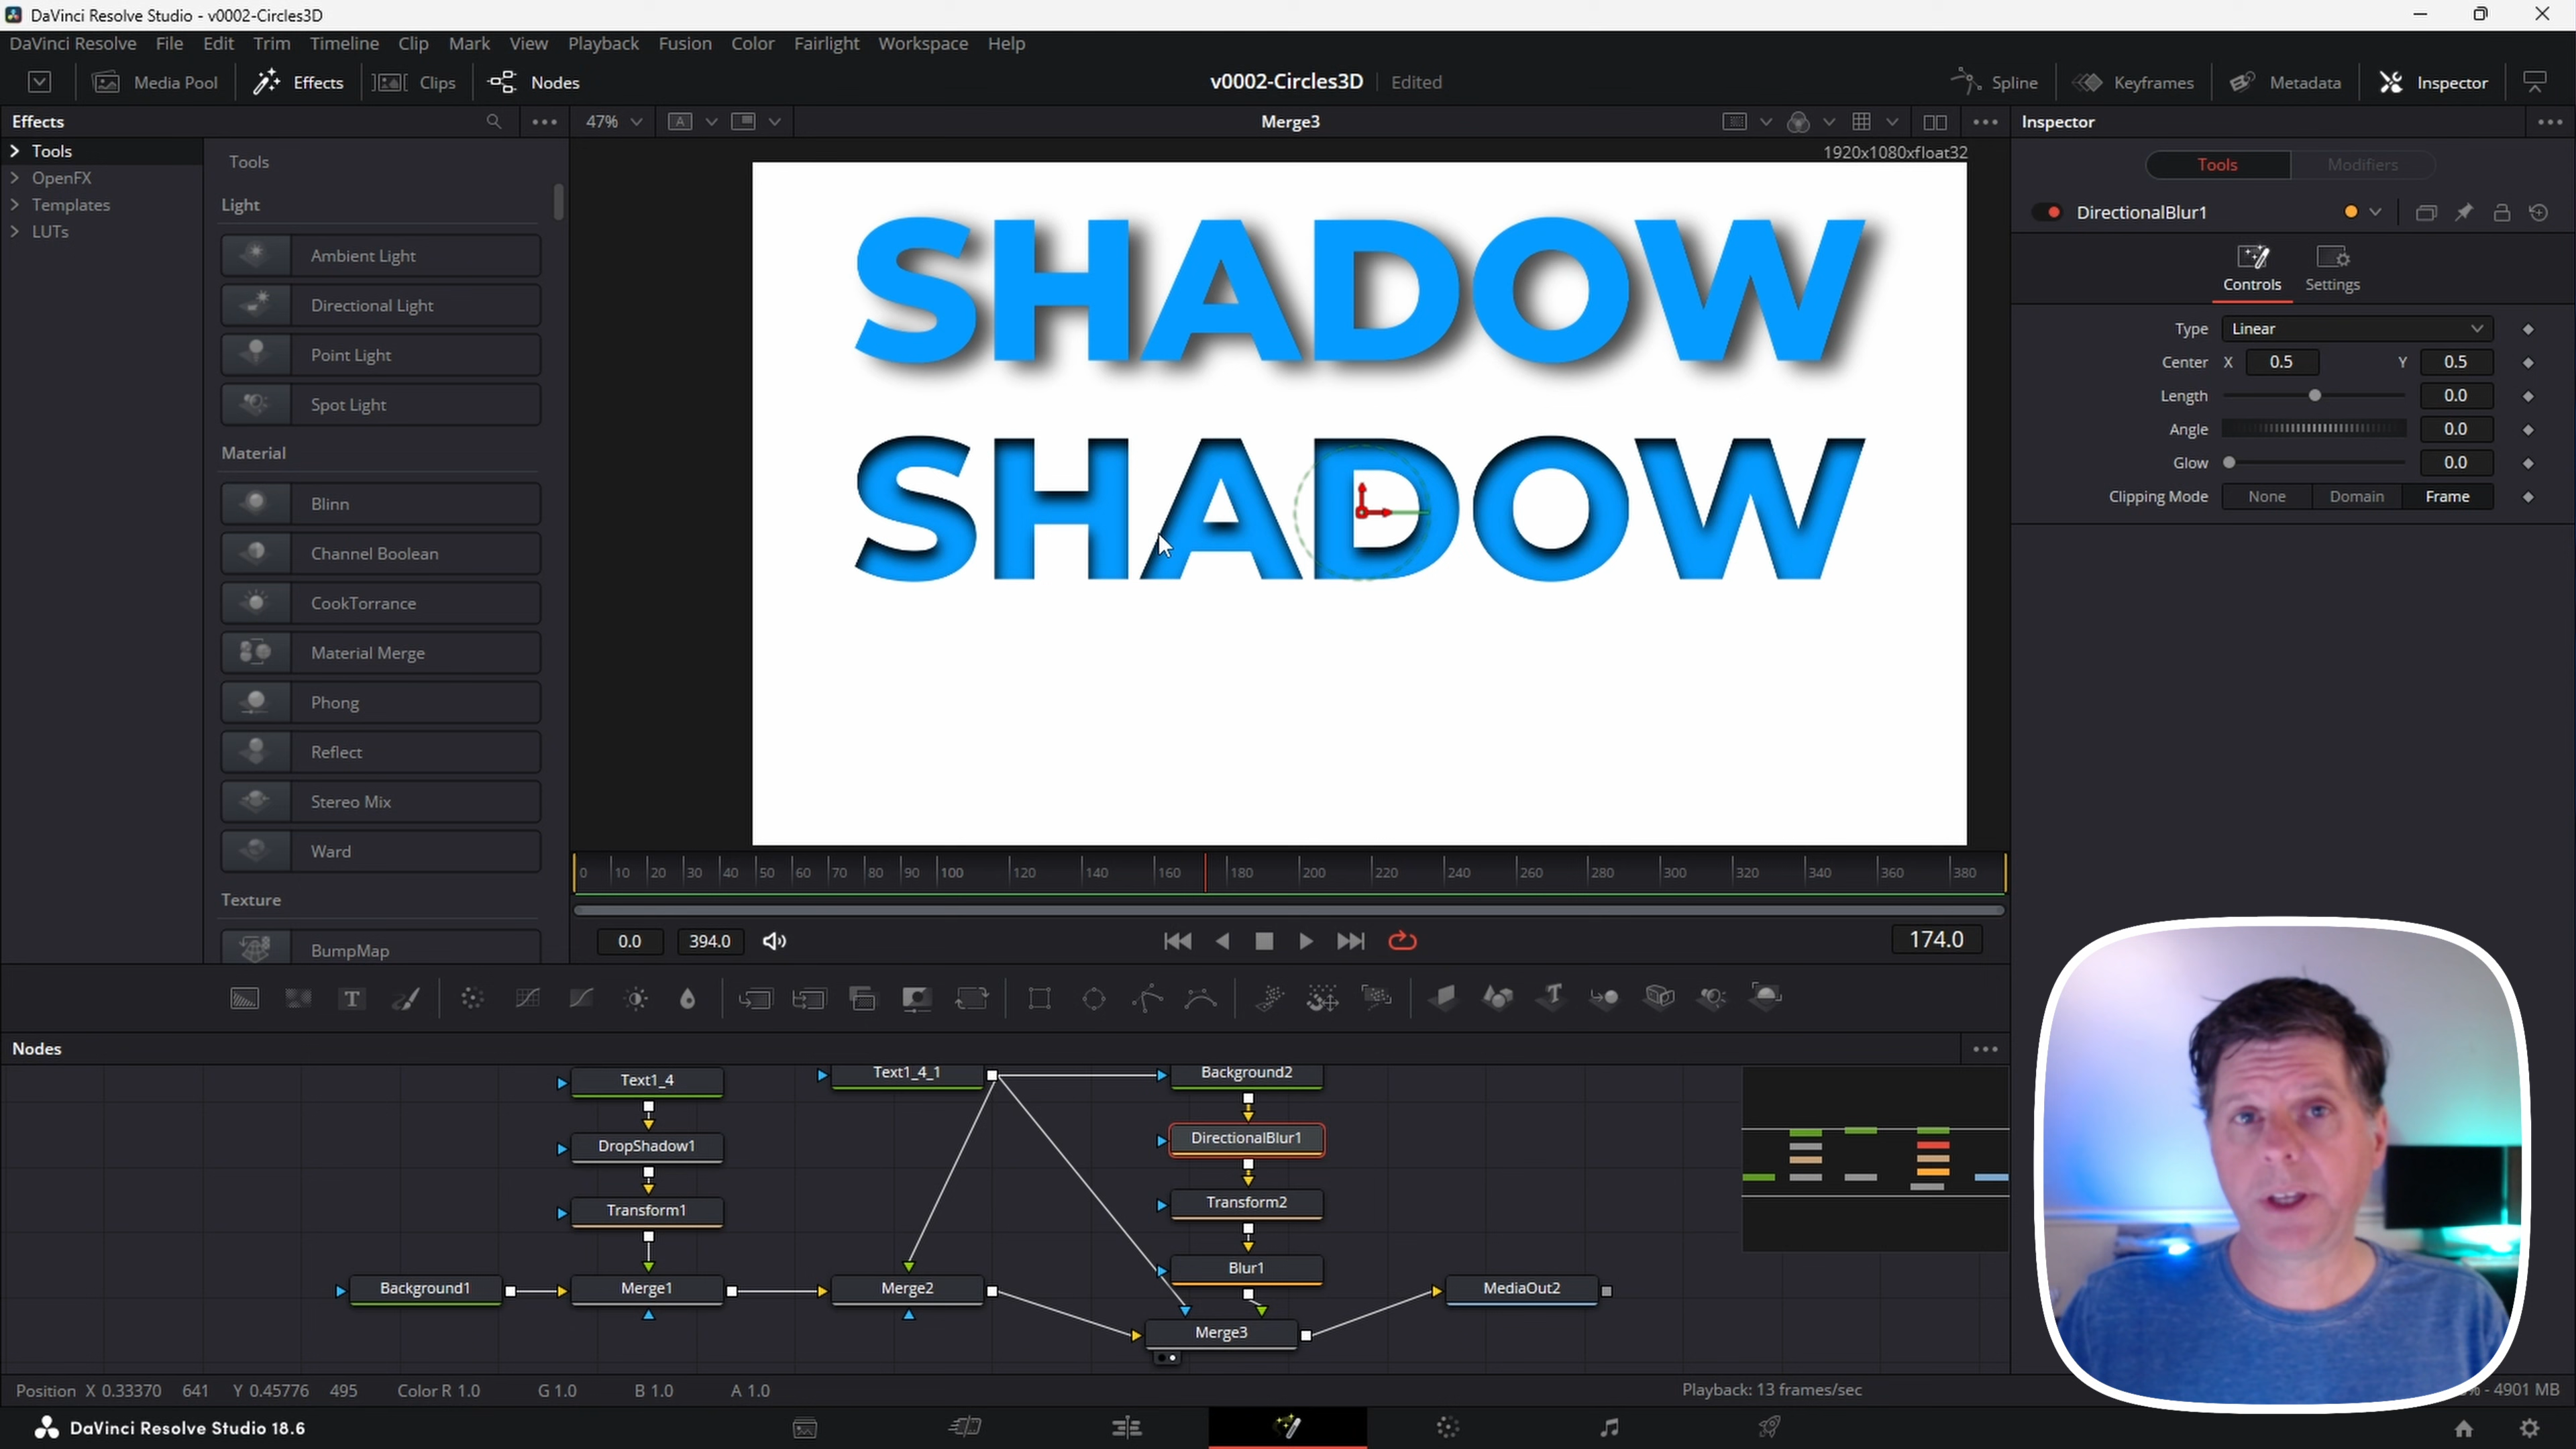 DaVinci Resolve Studio - v0002-Circles3D
DaVinci Resolve File Edit Trim Timeline Clip Mark View Playback Fusion Color Fairlight Workspace Help
Media Pool Effects Clips Nodes v0002-Circles3D Edited Spline Keyframes Metadata Inspector
Effects 47% A Merge3 Inspector
1920x1080xfloat32
Tools
OpenFX
Templates
LUTs
Tools
Light
Ambient Light
Directional Light
Point Light
Spot Light
Material
Blinn
Channel Boolean
CookTorrance
Material Merge
Phong
Reflect
Stereo Mix
Ward
Texture
BumpMap
SHADOW
SHADOW
Tools Modifiers
DirectionalBlur1
Controls Settings
Type Linear
Center X 0.5 Y 0.5
Length 0.0
Angle 0.0
Glow 0.0
Clipping Mode None Domain Frame
0 10 20 30 40 50 60 70 80 90 100 120 140 160 180 200 220 240 260 280 300 320 340 360 380
0.0 394.0 174.0
T T
Nodes
Text1_4 Text1_4_1 Background2
DropShadow1 DirectionalBlur1
Transform1 Transform2
Blur1
Background1 Merge1 Merge2 MediaOut2
Merge3
Position X 0.33370 641 Y 0.45776 495 Color R 1.0 G 1.0 B 1.0 A 1.0 Playback: 13 frames/sec - 4901 MB
DaVinci Resolve Studio 18.6